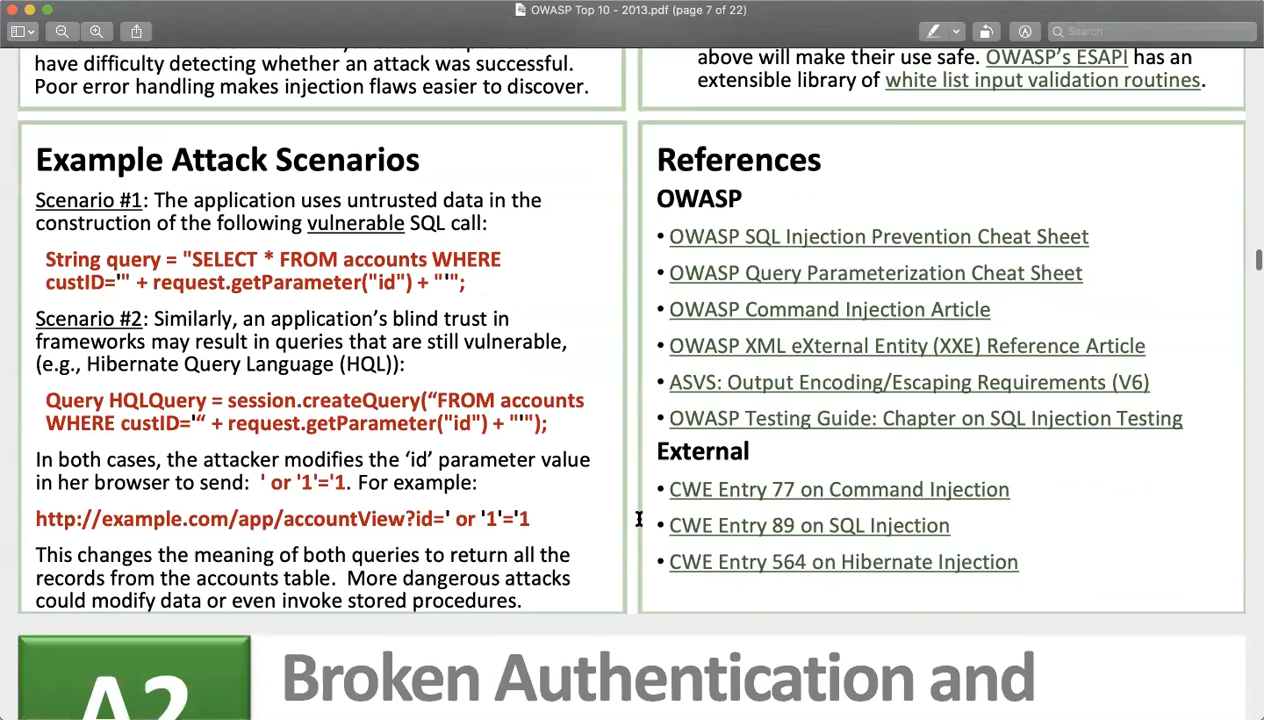 OWASP Top 10 - 2013.pdf (page 7 of 22)
Search
have difficulty detecting whether an attack was successful.
Poor error handling makes injection flaws easier to discover.
above will make their use safe. OWASP’s ESAPI has an
extensible library of white list input validation routines.
Example Attack Scenarios
Scenario #1: The application uses untrusted data in the
construction of the following vulnerable SQL call:
String query = "SELECT * FROM accounts WHERE
custID='" + request.getParameter("id") + "'";
Scenario #2: Similarly, an application’s blind trust in
frameworks may result in queries that are still vulnerable,
(e.g., Hibernate Query Language (HQL)):
Query HQLQuery = session.createQuery(“FROM accounts
WHERE custID='“ + request.getParameter("id") + "'");
In both cases, the attacker modifies the ‘id’ parameter value
in her browser to send:  ' or '1'='1. For example:
http://example.com/app/accountView?id=' or '1'='1
This changes the meaning of both queries to return all the
records from the accounts table.  More dangerous attacks
could modify data or even invoke stored procedures.
References
OWASP
• OWASP SQL Injection Prevention Cheat Sheet
• OWASP Query Parameterization Cheat Sheet
• OWASP Command Injection Article
• OWASP XML eXternal Entity (XXE) Reference Article
• ASVS: Output Encoding/Escaping Requirements (V6)
• OWASP Testing Guide: Chapter on SQL Injection Testing
External
• CWE Entry 77 on Command Injection
• CWE Entry 89 on SQL Injection
• CWE Entry 564 on Hibernate Injection
A2
Broken Authentication and